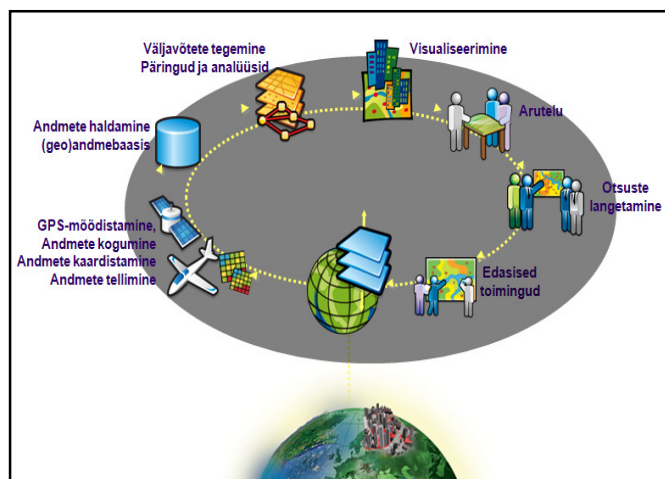 Väljavõtete tegemine
Päringud ja analüüsid
Visualiseerimine
Arutelu
Otsuste
langetamine
Edasised
toimingud
GPS-mõõdistamine,
Andmete kogumine
Andmete kaardistamine
Andmete tellimine
Andmete haldamine
(geo)andmebaasis